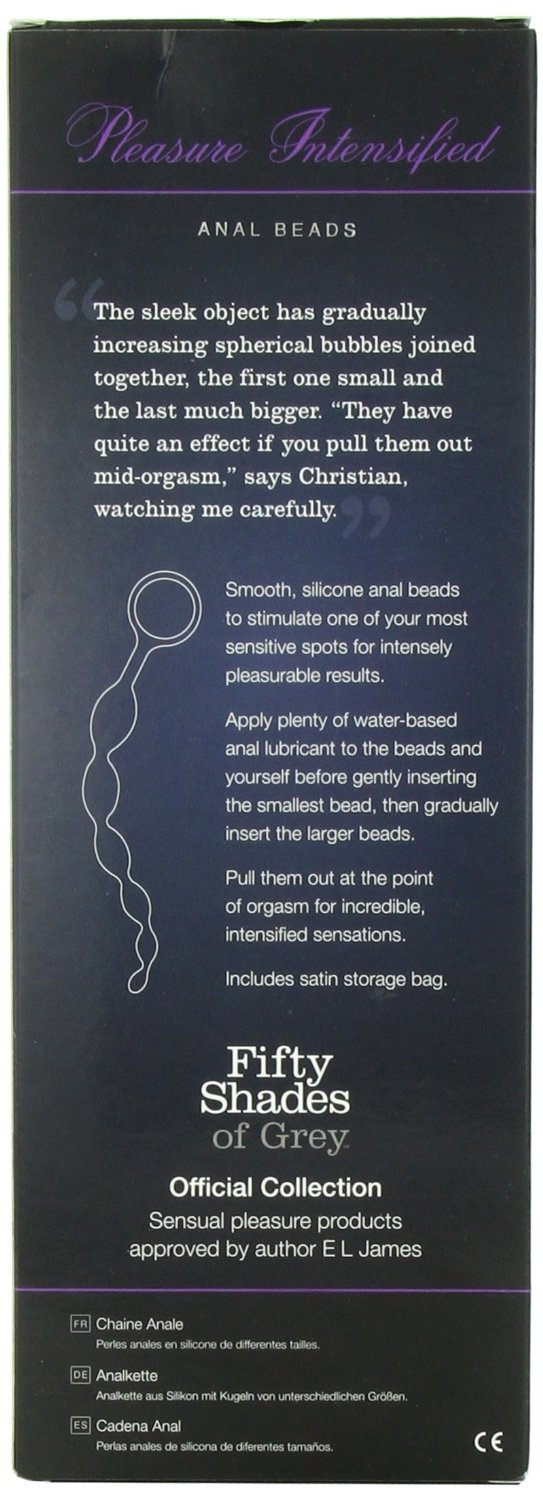 Pleasure Intensified
ANAL BEADS
“The sleek object has gradually
increasing spherical bubbles joined
together, the first one small and
the last much bigger. “They have
quite an effect if you pull them out
mid-orgasm,” says Christian,
watching me carefully.”
Smooth, silicone anal beads
to stimulate one of your most
sensitive spots for intensely
pleasurable results.
Apply plenty of water-based
anal lubricant to the beads and
yourself before gently inserting
the smallest bead, then gradually
insert the larger beads.
Pull them out at the point
of orgasm for incredible,
intensified sensations.
Includes satin storage bag.
Fifty
Shades
of Grey™
Official Collection
Sensual pleasure products
approved by author E L James
FR Chaine Anale
Perles anales en silicone de differentes tailles.
DE Analkette
Analkette aus Silikon mit Kugeln von unterschiedlichen Größen.
ES Cadena Anal
Perlas anales de silicona de diferentes tamaños.
CE